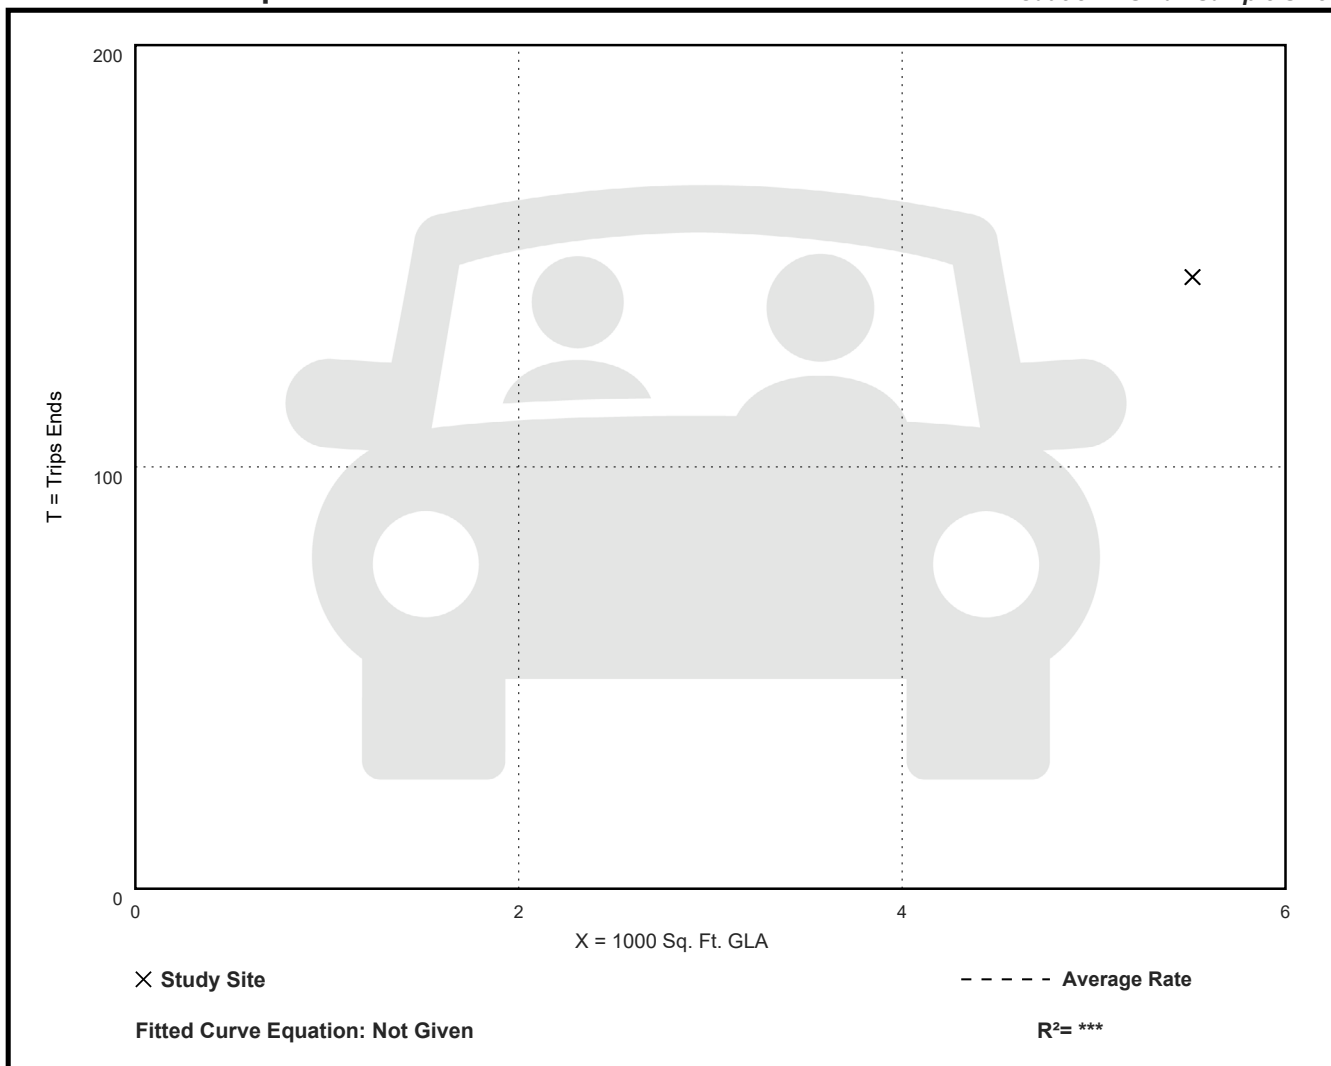 200
100
0
T = Trips Ends
0 2 4 6
X = 1000 Sq. Ft. GLA
Study Site
Average Rate
Fitted Curve Equation: Not Given
R²= ***